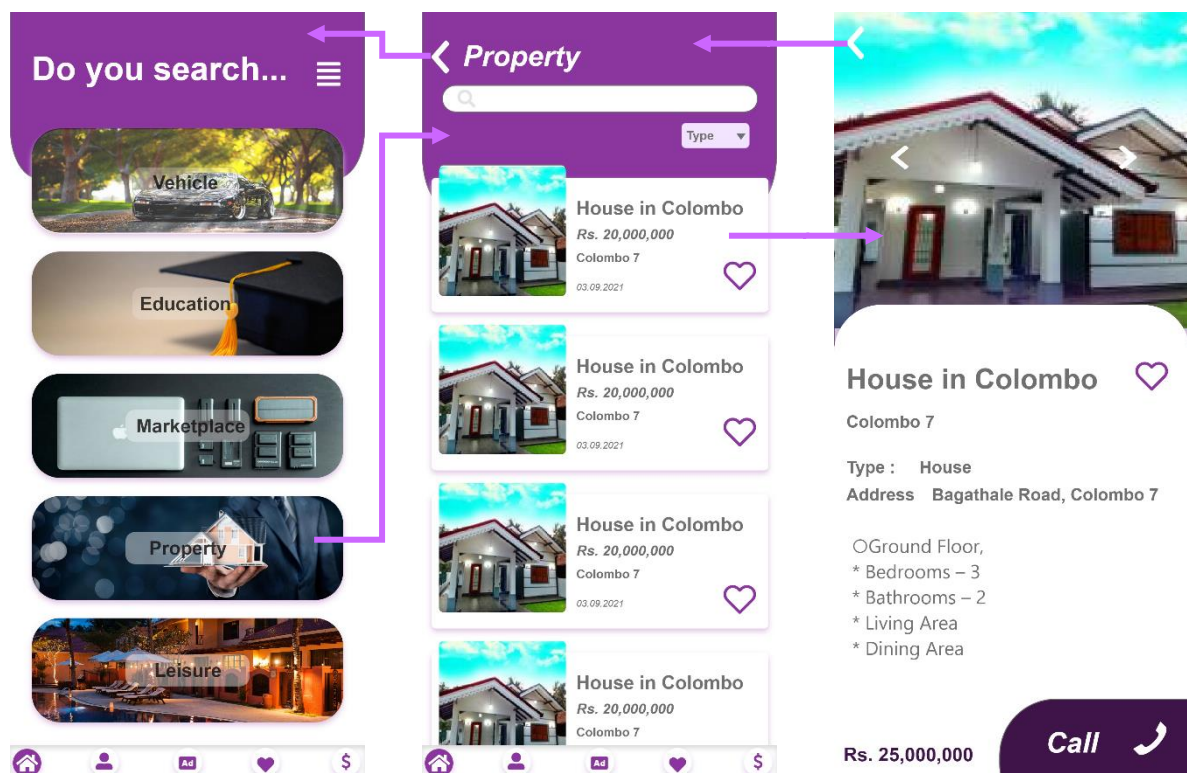 Do you search...
Vehicle
Education
Marketplace
Property
Leisure
Ad
$
Property
Type
House in Colombo
Rs. 20,000,000
Colombo 7
03.09.2021
House in Colombo
Rs. 20,000,000
Colombo 7
03.09.2021
House in Colombo
Rs. 20,000,000
Colombo 7
03.09.2021
House in Colombo
Rs. 20,000,000
Colombo 7
Ad
$
House in Colombo
Colombo 7
Type : House
Address Bagathale Road, Colombo 7
○Ground Floor,
* Bedrooms – 3
* Bathrooms – 2
* Living Area
* Dining Area
Rs. 25,000,000
Call